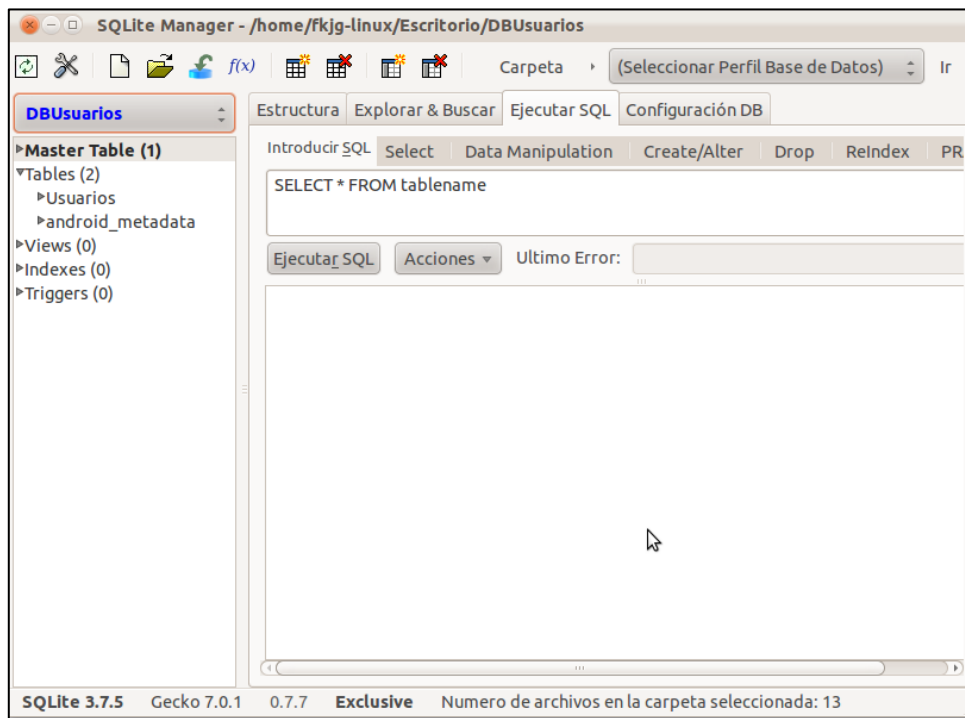 SQLite Manager - /home/fkjg-linux/Escritorio/DBUsuarios
f(x) Carpeta (Seleccionar Perfil Base de Datos) Ir
DBUsuarios
Estructura Explorar & Buscar Ejecutar SQL Configuración DB
Master Table (1)
Tables (2)
Usuarios
android_metadata
Views (0)
Indexes (0)
Triggers (0)
Introducir SQL Select Data Manipulation Create/Alter Drop ReIndex PR
SELECT * FROM tablename
Ejecutar SQL Acciones Ultimo Error:
SQLite 3.7.5 Gecko 7.0.1 0.7.7 Exclusive Numero de archivos en la carpeta seleccionada: 13